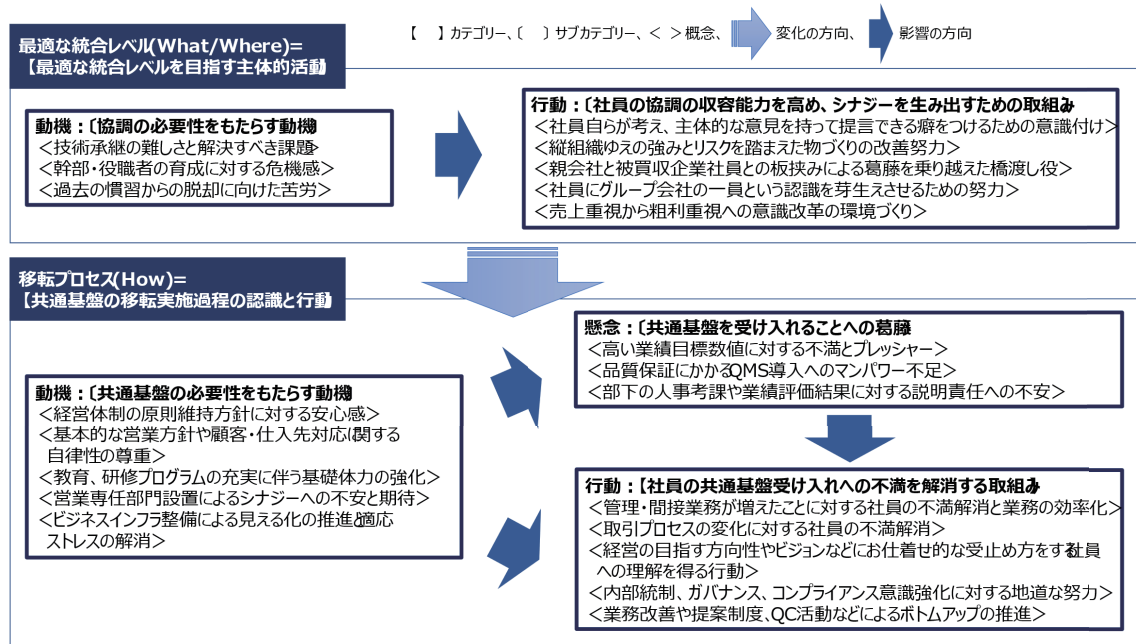 【　】カテゴリー、〔　〕サブカテゴリー、＜ ＞概念、 変化の方向、 影響の方向
最適な統合レベル(What/Where)=
【最適な統合レベルを目指す主体的活動】
動機：〔協調の必要性をもたらす動機〕
＜技術承継の難しさと解決すべき課題＞
＜幹部・役職者の育成に対する危機感＞
＜過去の慣習からの脱却に向けた苦労＞
行動：〔社員の協調の収容能力を高め、シナジーを生み出すための取組み〕
＜社員自らが考え、主体的な意見を持って提言できる癖をつけるための意識付け＞
＜縦組織ゆえの強みとリスクを踏まえた物づくりの改善努力＞
＜親会社と被買収企業社員との板挟みによる葛藤を乗り越えた橋渡し役＞
＜社員にグループ会社の一員という認識を芽生えさせるための努力＞
＜売上重視から粗利重視への意識改革の環境づくり＞
移転プロセス(How)=
【共通基盤の移転実施過程の認識と行動】
動機：〔共通基盤の必要性をもたらす動機〕
＜経営体制の原則維持方針に対する安心感＞
＜基本的な営業方針や顧客・仕入先対応に関する
自律性の尊重＞
＜教育、研修プログラムの充実に伴う基礎体力の強化＞
＜営業専任部門設置によるシナジーへの不安と期待＞
＜ビジネスインフラ整備による見える化の推進と適応
ストレスの解消＞
懸念：〔共通基盤を受け入れることへの葛藤
＜高い業績目標数値に対する不満とプレッシャー＞
＜品質保証にかかるQMS導入へのマンパワー不足＞
＜部下の人事考課や業績評価結果に対する説明責任への不安＞
行動：【社員の共通基盤受け入れへの不満を解消する取組み】
＜管理・間接業務が増えたことに対する社員の不満解消と業務の効率化＞
＜取引プロセスの変化に対する社員の不満解消＞
＜経営の目指す方向性やビジョンなどにお仕着せ的な受止め方をする社員
への理解を得る行動＞
＜内部統制、ガバナンス、コンプライアンス意識強化に対する地道な努力＞
＜業務改善や提案制度、QC活動などによるボトムアップの推進＞